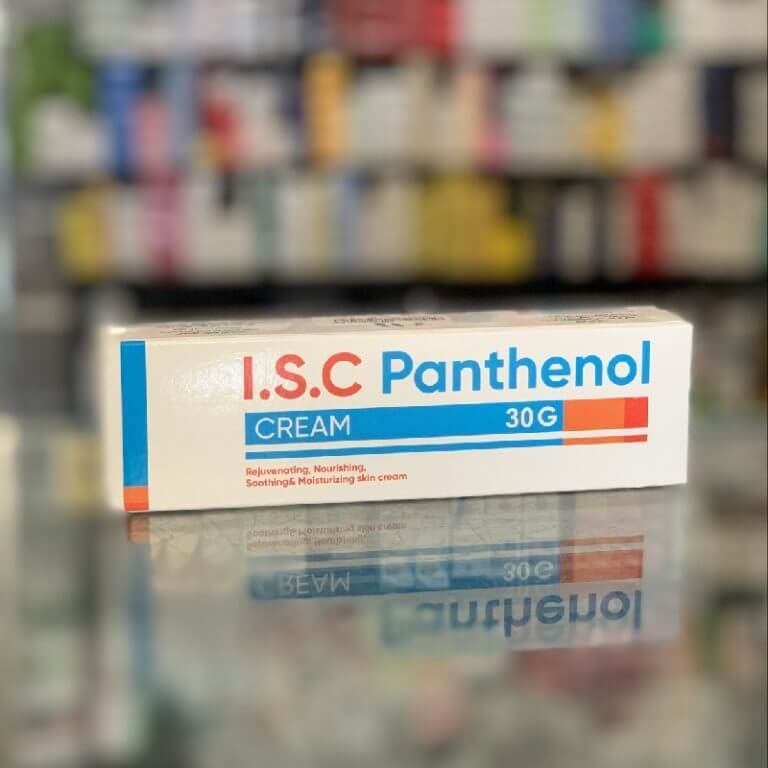 I.S.C Panthenol
CREAM 30G
Rejuvenating, Nourishing,
Soothing& Moisturizing skin cream